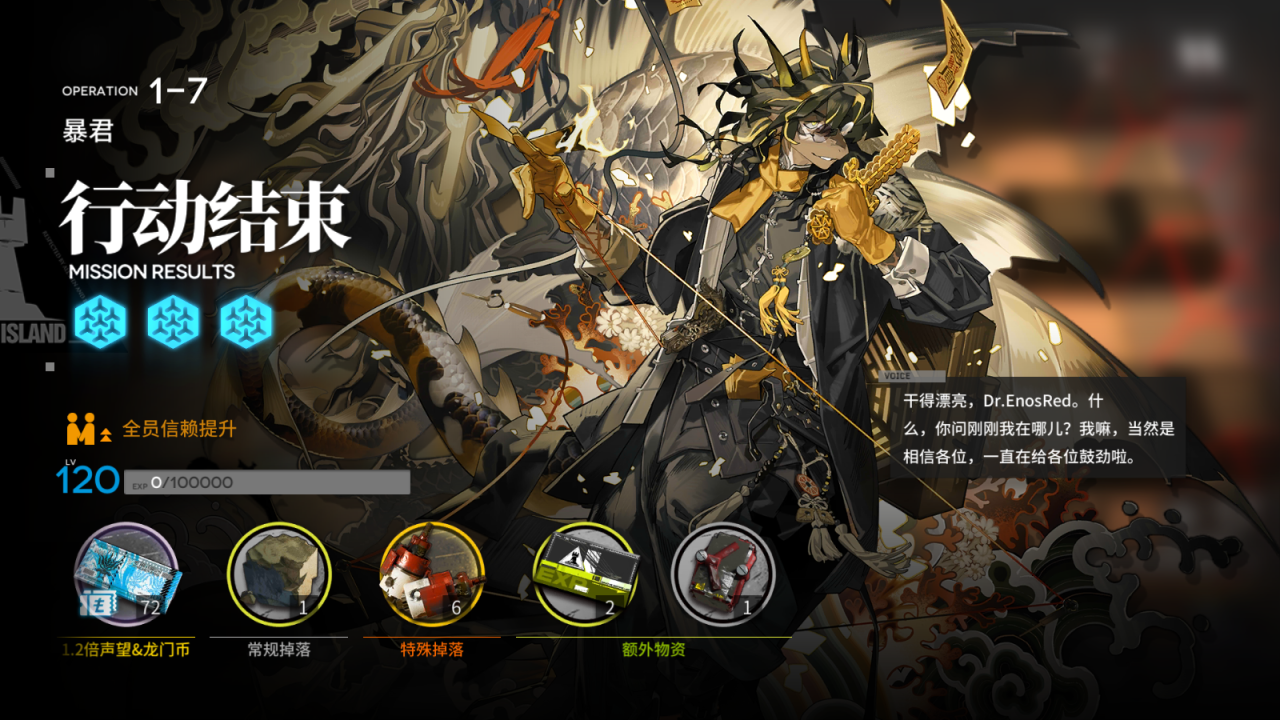 OPERATION 1-7
暴君
行动结束
MISSION RESULTS
ISLAND
VOICE
干得漂亮，Dr.EnosRed。什
么，你问刚刚我在哪儿？我嘛，当然是
相信各位，一直在给各位鼓劲啦。
全员信赖提升
LV
120
EXP 0/100000
72
1
6
EXP
2
1
1.2倍声望&龙门币
常规掉落
特殊掉落
额外物资